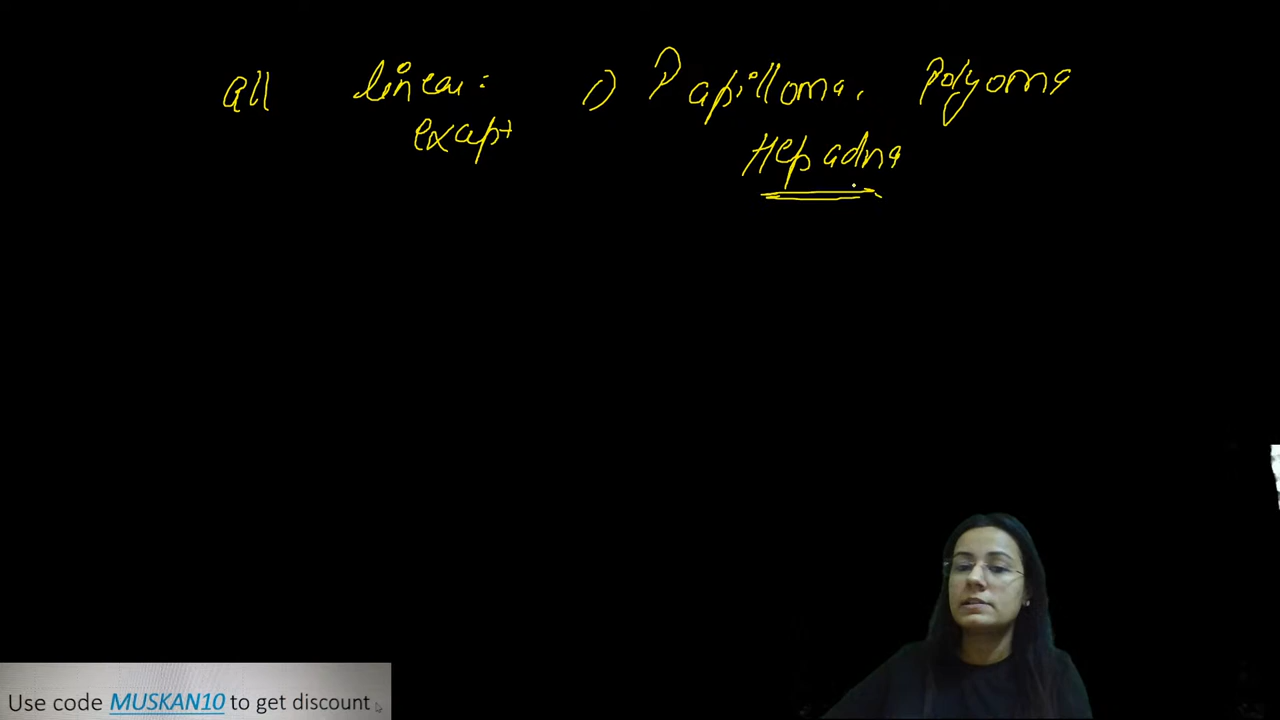 all linear: 1) Papilloma, Polyoma
except Hepadna
Use code MUSKAN10 to get discount